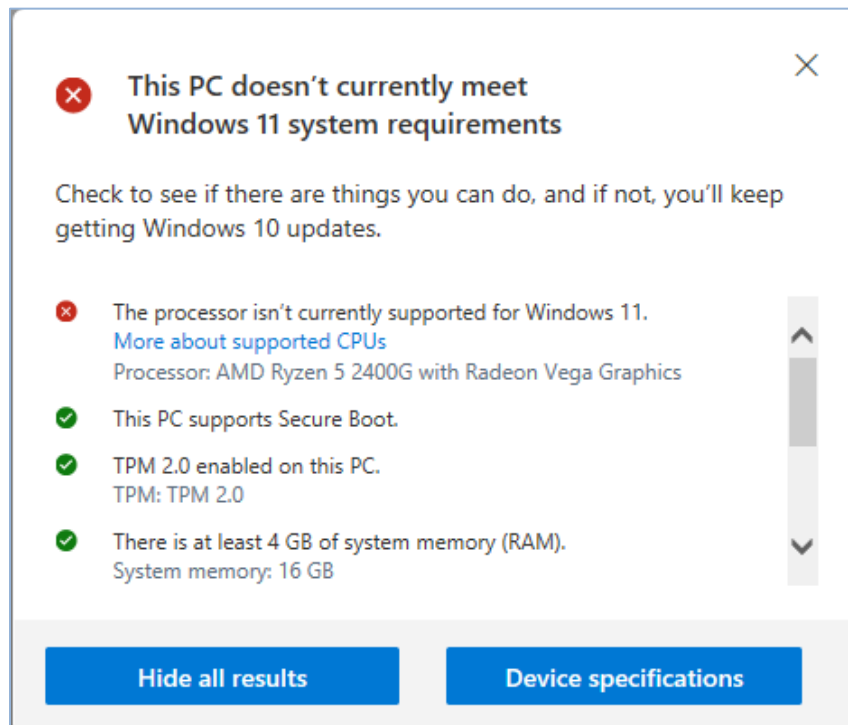 This PC doesn’t currently meet
Windows 11 system requirements
Check to see if there are things you can do, and if not, you’ll keep
getting Windows 10 updates.
The processor isn’t currently supported for Windows 11.
More about supported CPUs
Processor: AMD Ryzen 5 2400G with Radeon Vega Graphics
This PC supports Secure Boot.
TPM 2.0 enabled on this PC.
TPM: TPM 2.0
There is at least 4 GB of system memory (RAM).
System memory: 16 GB
Hide all results
Device specifications